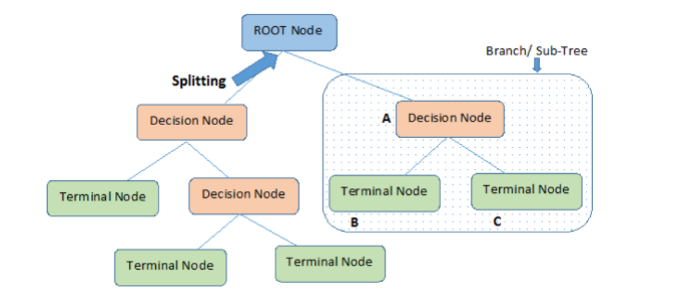 ROOT Node
Branch/ Sub-Tree
Splitting
Decision Node
A
Decision Node
Terminal Node
Decision Node
Terminal Node
Terminal Node
B
C
Terminal Node
Terminal Node